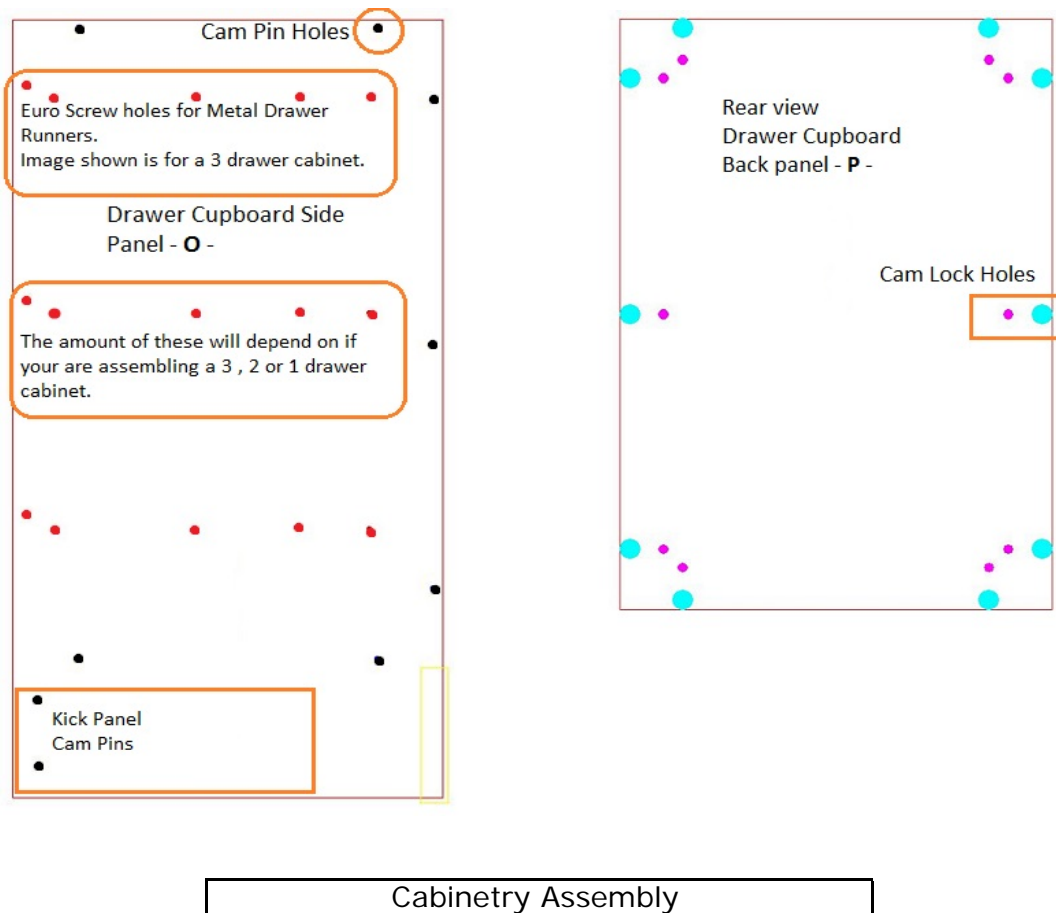 Cam Pin Holes
Euro Screw holes for Metal Drawer
Runners.
Image shown is for a 3 drawer cabinet.
Drawer Cupboard Side
Panel - O -
The amount of these will depend on if
your are assembling a 3 , 2 or 1 drawer
cabinet.
Kick Panel
Cam Pins
Rear view
Drawer Cupboard
Back panel - P -
Cam Lock Holes
Cabinetry Assembly